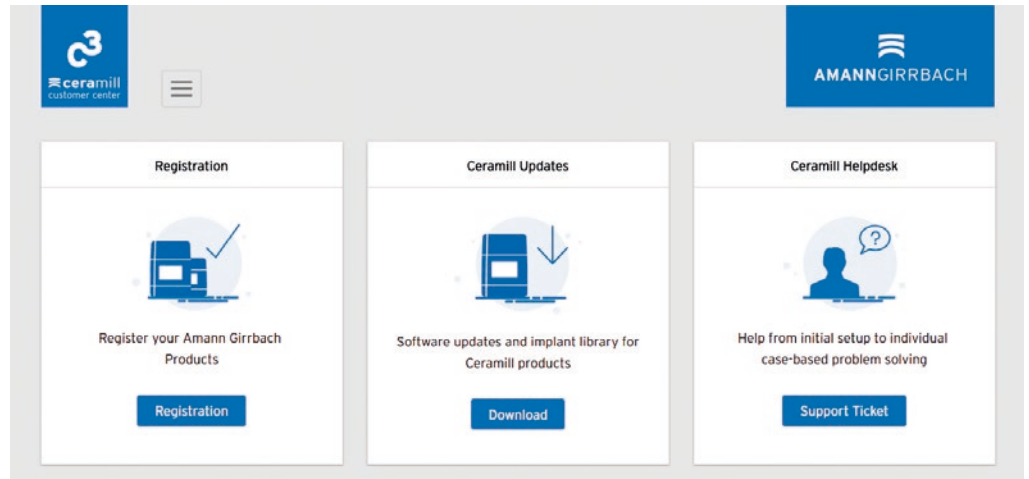 C3
ceramill
customer center
AMANNGIRRBACH
Registration
Register your Amann Girrbach
Products
Registration
Ceramill Updates
Software updates and implant library for
Ceramill products
Download
Ceramill Helpdesk
?
Help from initial setup to individual
case-based problem solving
Support Ticket